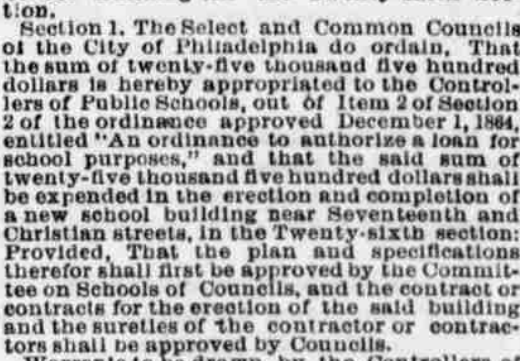 tion.
Section 1. The Select and Common Councils
of the City of Philadelphia do ordain, That
the sum of twenty-five thousand five hundred
dollars is hereby appropriated to the Control-
lers of Public Schools, out of Item 2 of Section
2 of the ordinance approved December 1, 1864,
entitled "An ordinance to authorize a loan for
school purposes," and that the said sum of
twenty-five thousand five hundred dollars shall
be expended in the erection and completion of
a new school building near Seventeenth and
Christian streets, in the Twenty-sixth section:
Provided, That the plan and specifications
therefor shall first be approved by the Commit-
tee on Schools of Councils, and the contract or
contracts for the erection of the said building
and the sureties of the contractor or contrac-
tors shall be approved by Councils.